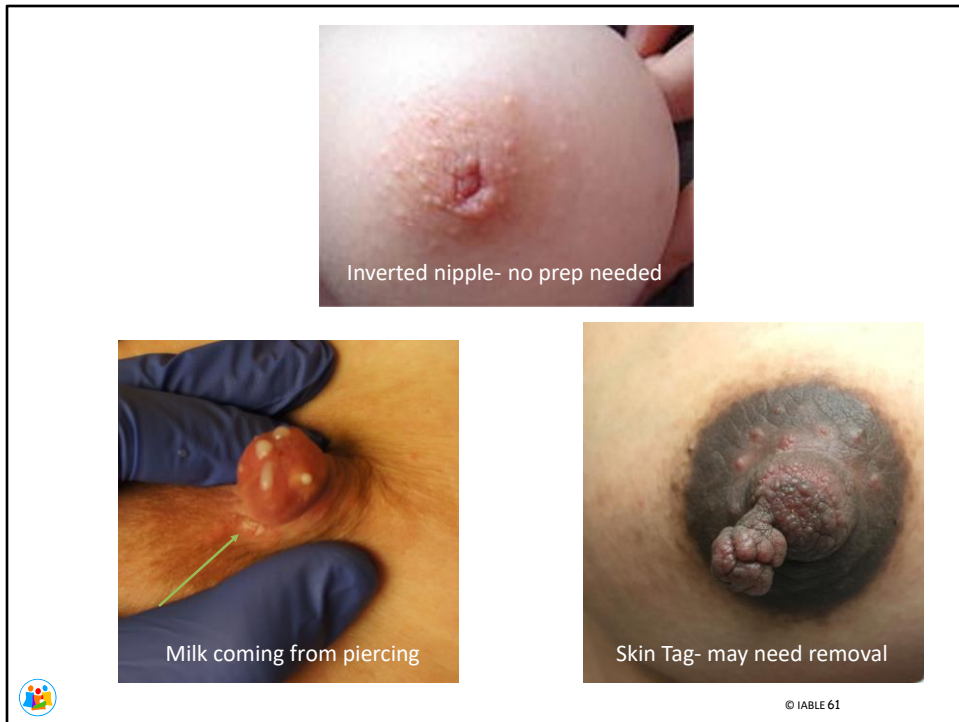 Inverted nipple- no prep needed
Milk coming from piercing
Skin Tag- may need removal
© IABLE 61